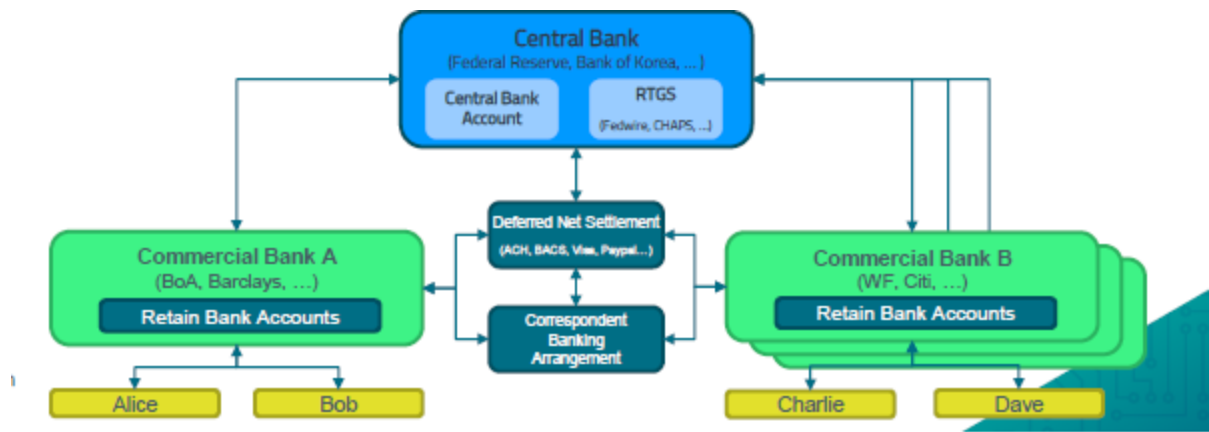 Central Bank
(Federal Reserve, Bank of Korea, ...)
Central Bank
Account
RTGS
(Fedwire, CHAPS, ...)
Deferred Net Settlement
(ACH, BACS, Visa, Paypal...)
Commercial Bank A
(BoA, Barclays, ...)
Retain Bank Accounts
Correspondent
Banking
Arrangement
Commercial Bank B
(WF, Citi, ...)
Retain Bank Accounts
Alice
Bob
Charlie
Dave